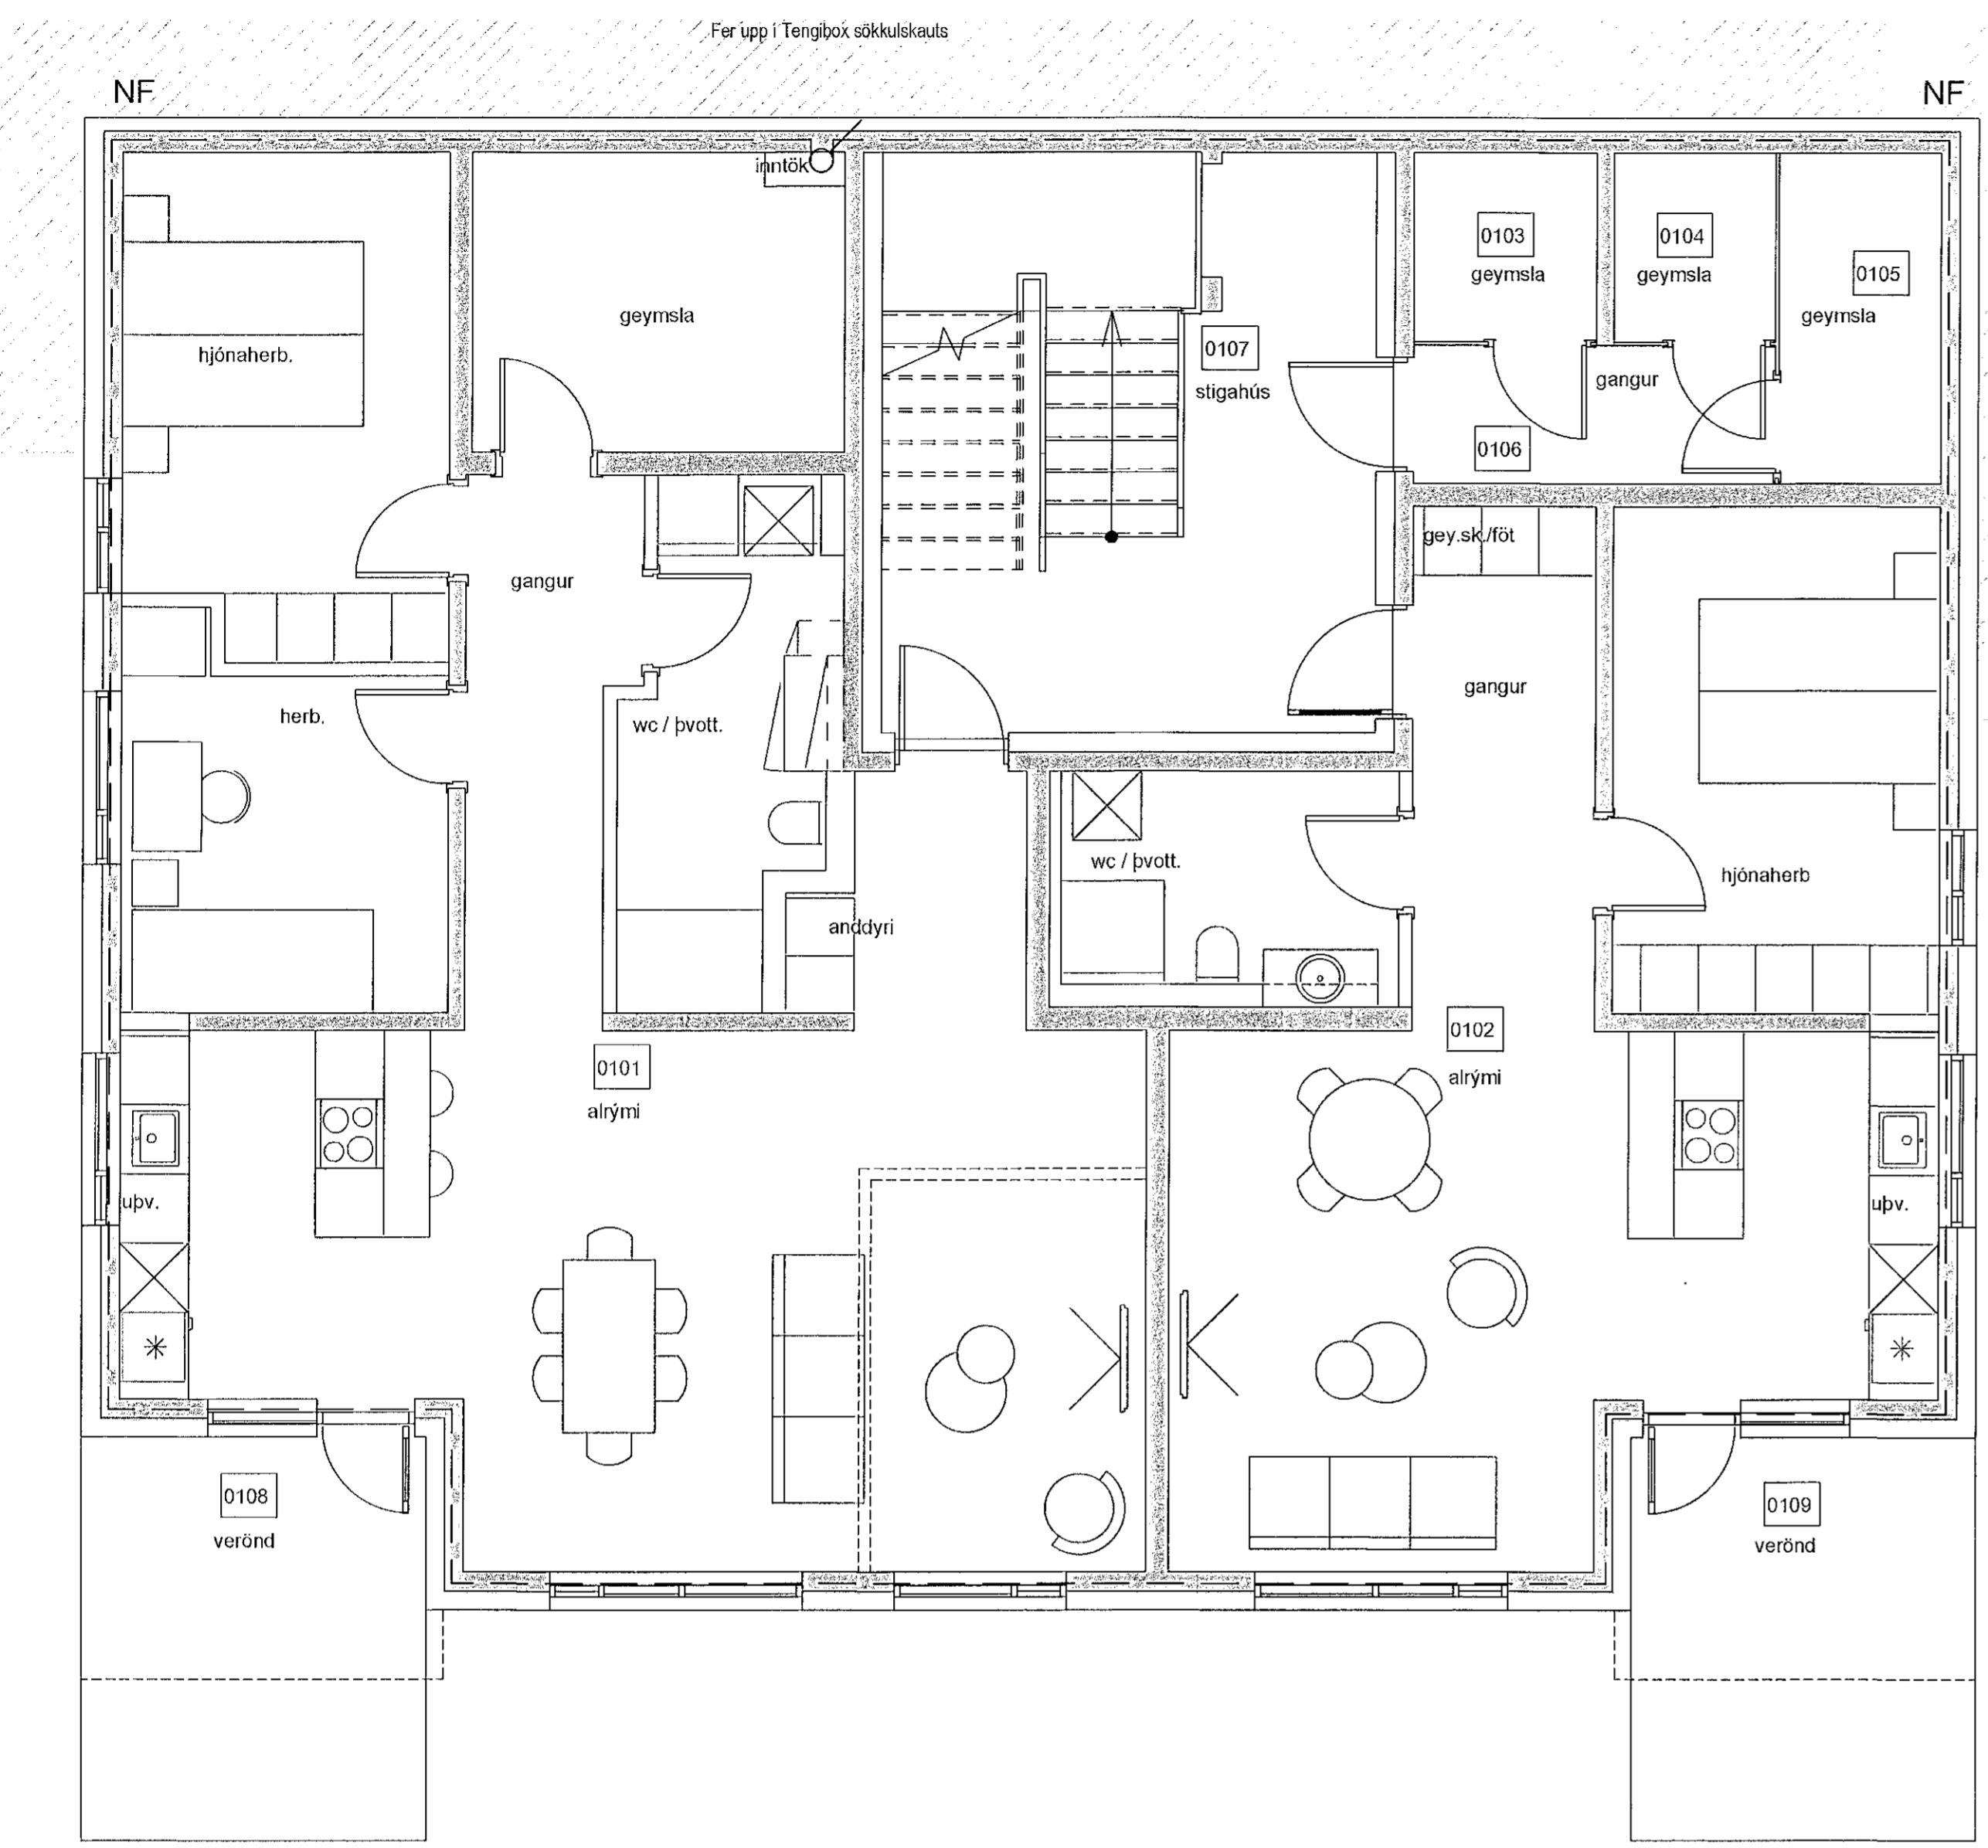 Fer upp í Tengibox sökkulskauts
NF
NF
inntök
0103
geymsla
0104
geymsla
0105
geymsla
geymsla
hjónaherb.
0107
stigahús
gangur
0106
gey.sk./föt
gangur
gangur
herb.
wc / þvott.
wc / þvott.
hjónaherb
anddyri
0101
alrými
0102
alrými
uþv.
uþv.
0108
verönd
0109
verönd